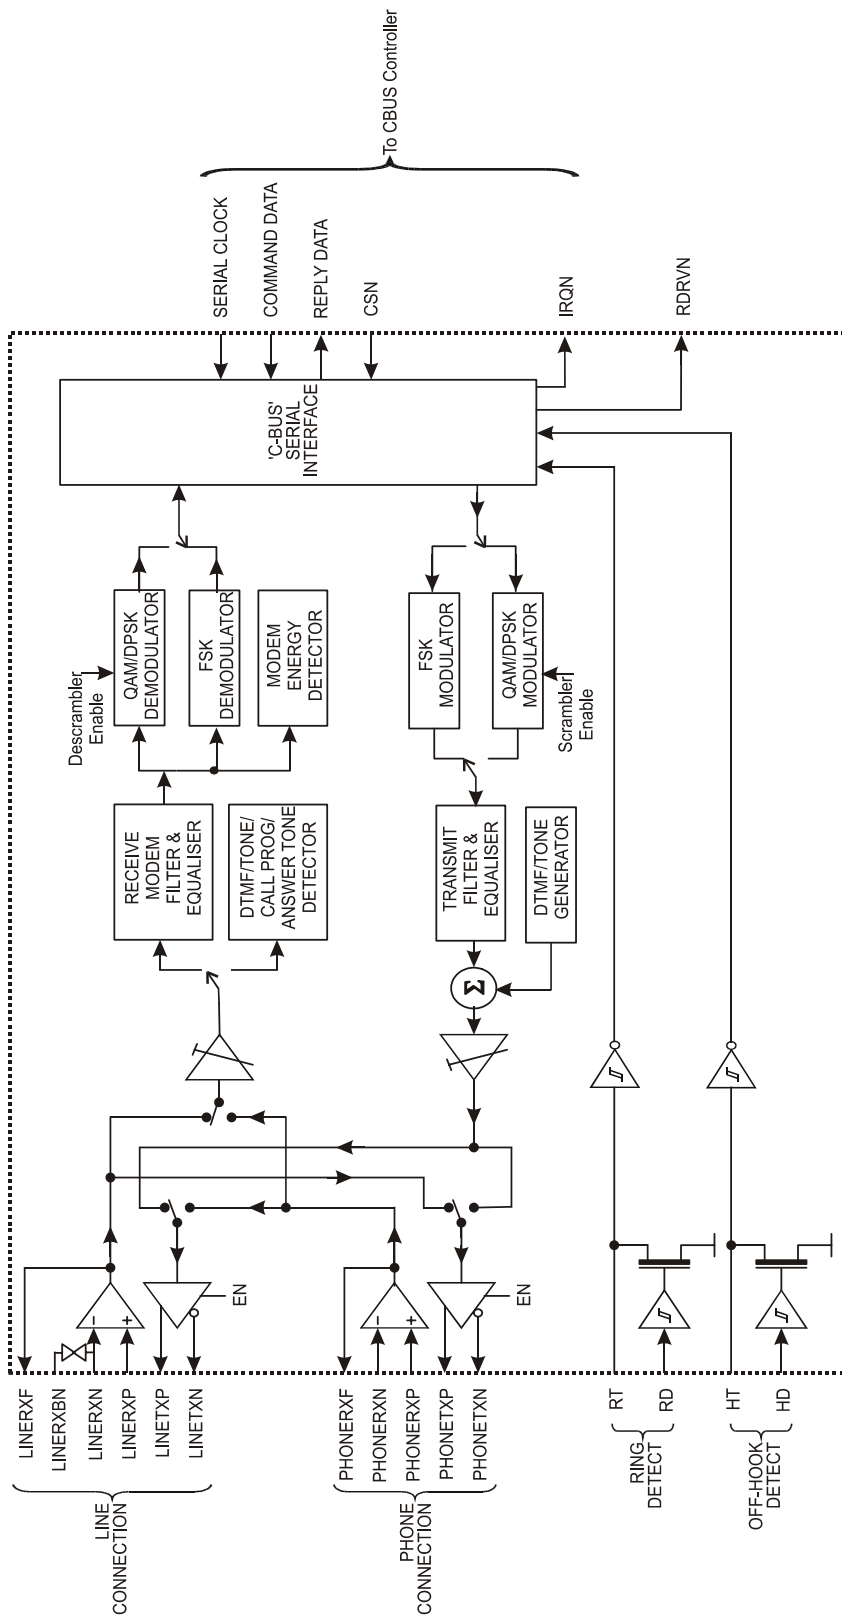 To CBUS Controller
SERIAL CLOCK
COMMAND DATA
REPLY DATA
CSN
IRQN
RDRVN
'C-BUS'
SERIAL
INTERFACE
Descrambler
Enable
QAM/DPSK
DEMODULATOR
FSK
DEMODULATOR
MODEM
ENERGY
DETECTOR
FSK
MODULATOR
QAM/DPSK
MODULATOR
Scrambler
Enable
RECEIVE
MODEM
FILTER &
EQUALISER
DTMF/TONE/
CALL PROG/
ANSWER TONE
DETECTOR
TRANSMIT
FILTER &
EQUALISER
DTMF/TONE
GENERATOR
Σ
EN
EN
−
+
−
+
LINERXF
LINERXBN
LINERXN
LINERXP
LINETXP
LINETXN
PHONERXF
PHONERXN
PHONERXP
PHONETXP
PHONETXN
RT
RD
HT
HD
LINE
CONNECTION
PHONE
CONNECTION
RING
DETECT
OFF-HOOK
DETECT